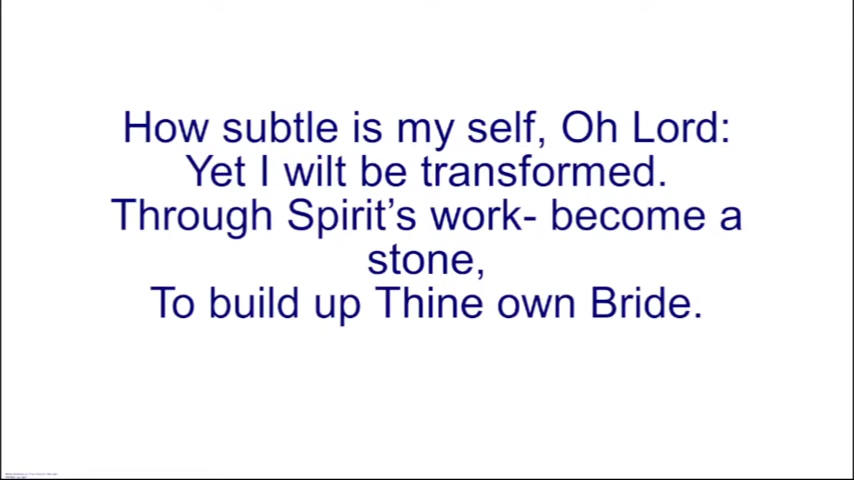 How subtle is my self, Oh Lord:
Yet I wilt be transformed.
Through Spirit’s work- become a
stone,
To build up Thine own Bride.